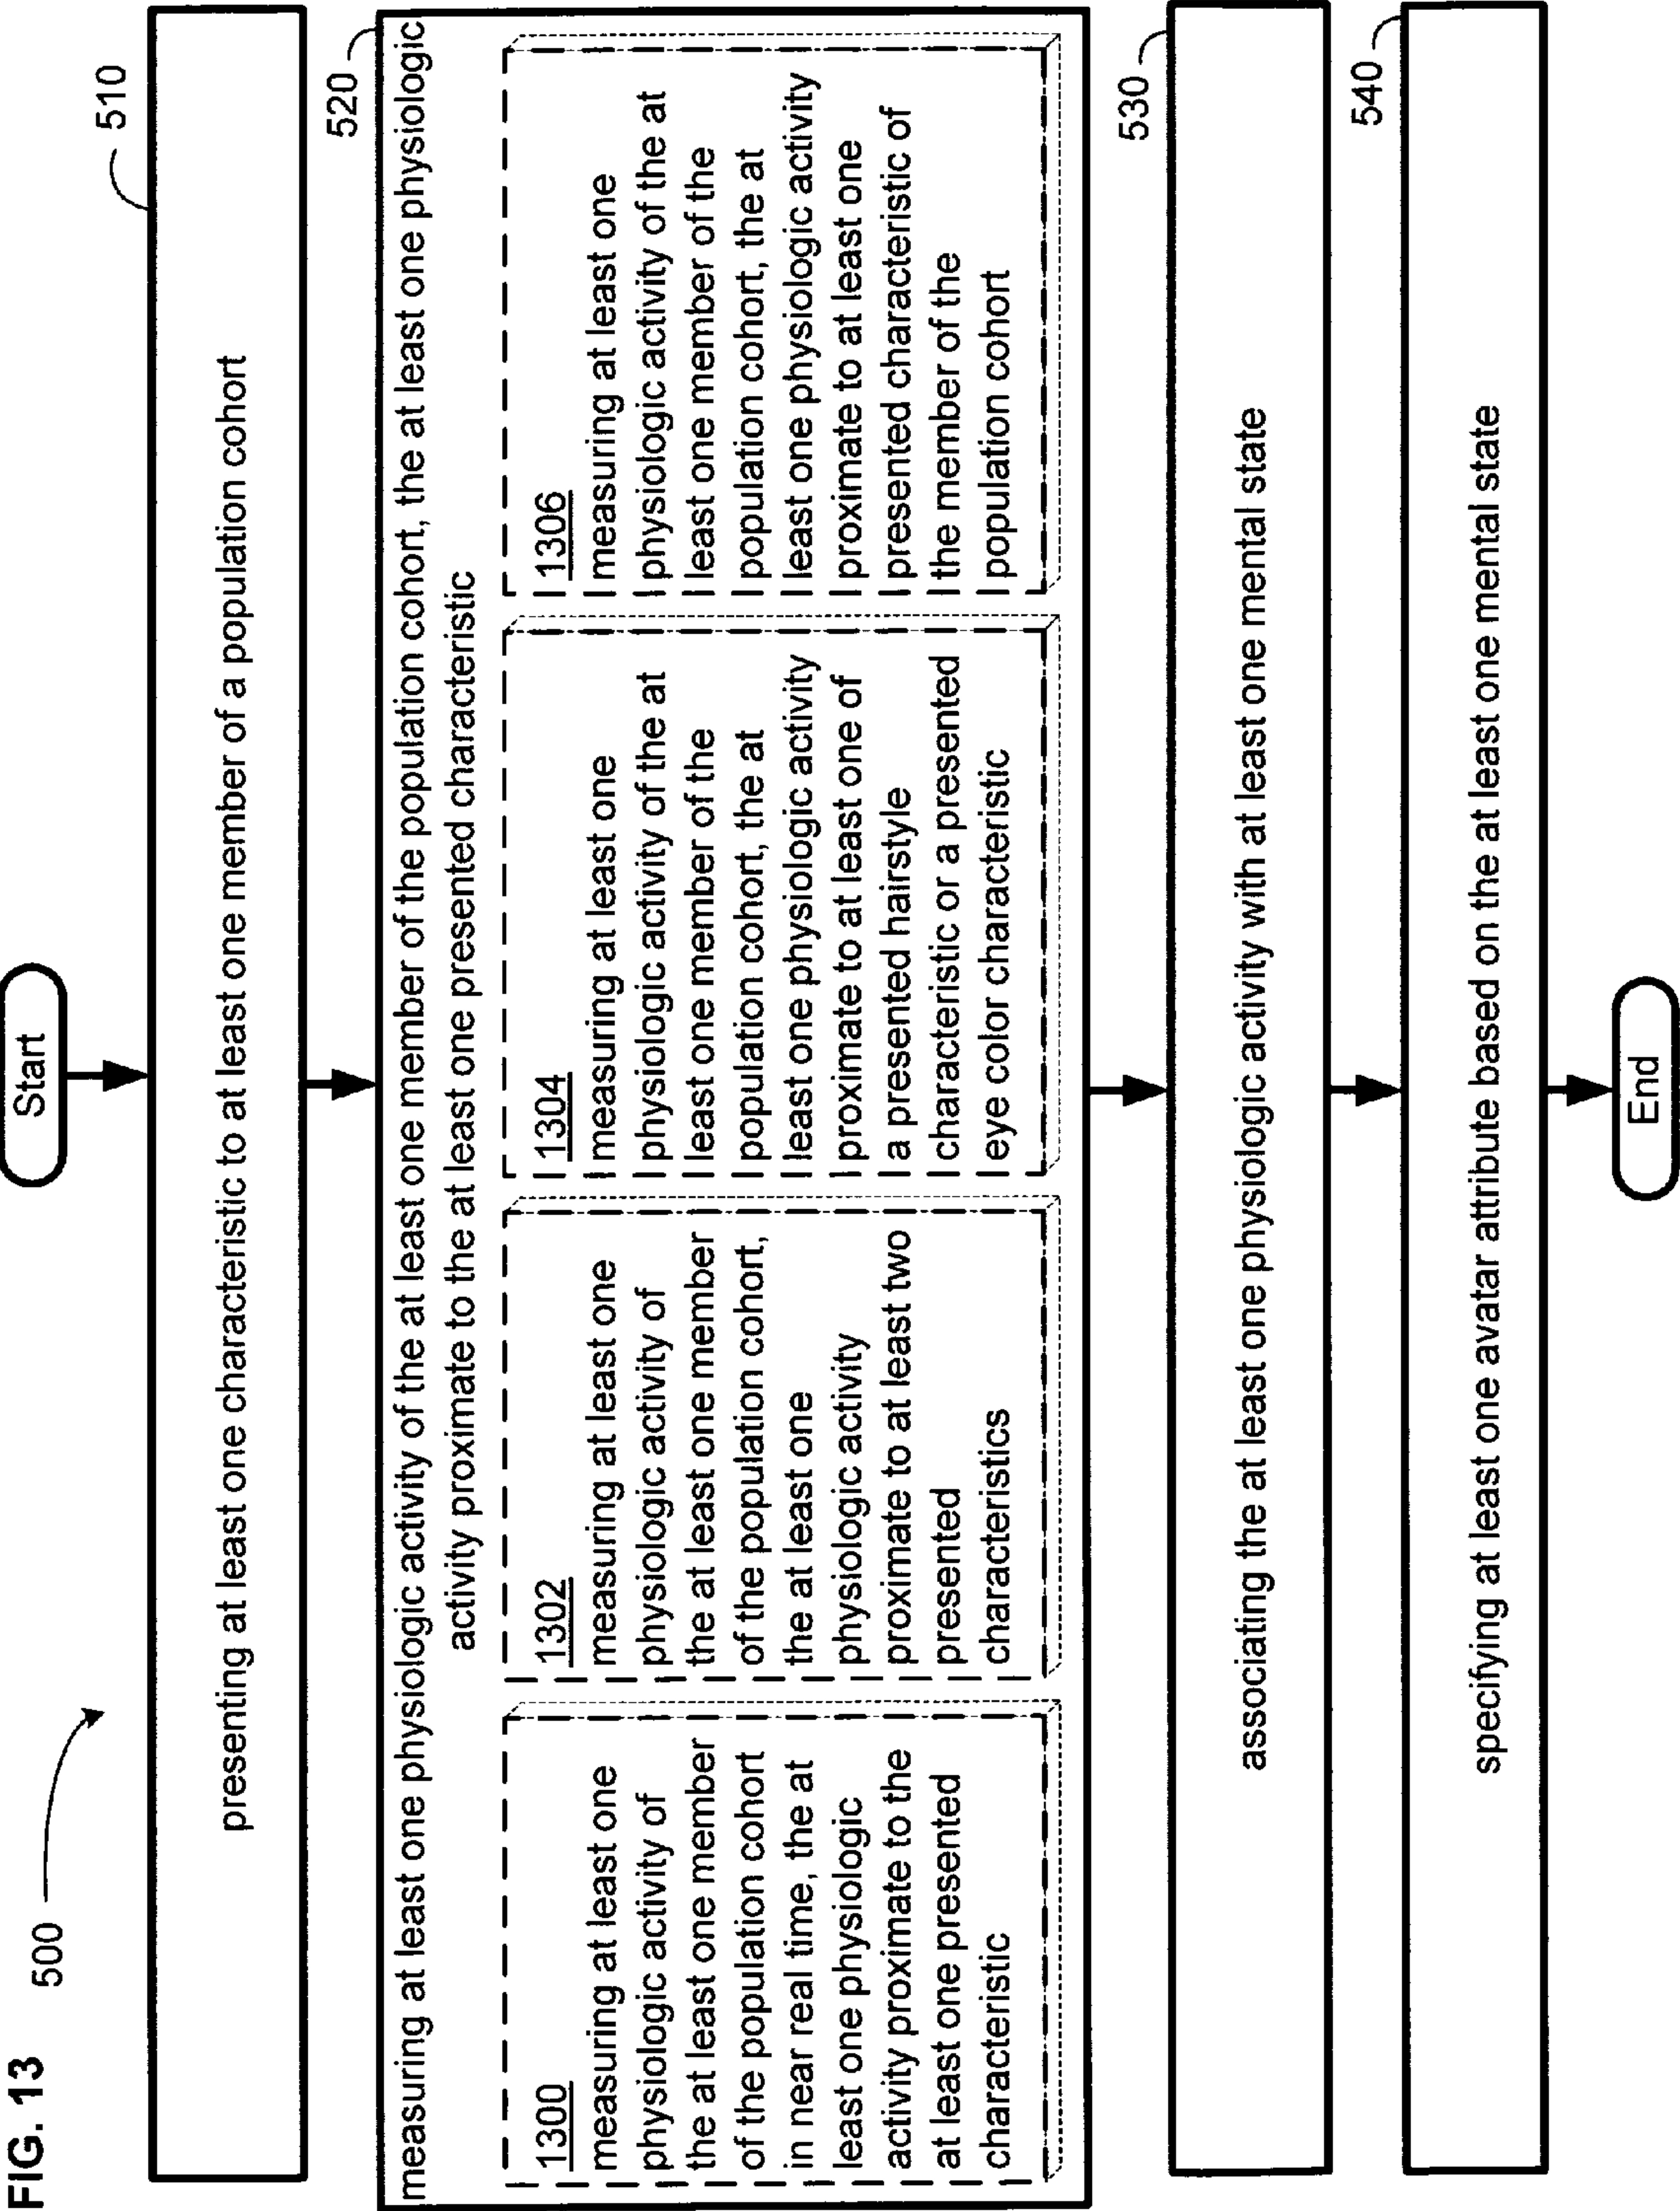 FIG. 13
500
Start
510
presenting at least one characteristic to at least one member of a population cohort
520
measuring at least one physiologic activity of the at least one member of the population cohort, the at least one physiologic
activity proximate to the at least one presented characteristic
1300
measuring at least one
physiologic activity of
the at least one member
of the population cohort
in near real time, the at
least one physiologic
activity proximate to the
at least one presented
characteristic
1302
measuring at least one
physiologic activity of
the at least one member
of the population cohort,
the at least one
physiologic activity
proximate to at least two
presented
characteristics
1304
measuring at least one
physiologic activity of the at
least one member of the
population cohort, the at
least one physiologic activity
proximate to at least one of
a presented hairstyle
characteristic or a presented
eye color characteristic
1306
measuring at least one
physiologic activity of the at
least one member of the
population cohort, the at
least one physiologic activity
proximate to at least one
presented characteristic of
the member of the
population cohort
530
associating the at least one physiologic activity with at least one mental state
540
specifying at least one avatar attribute based on the at least one mental state
End